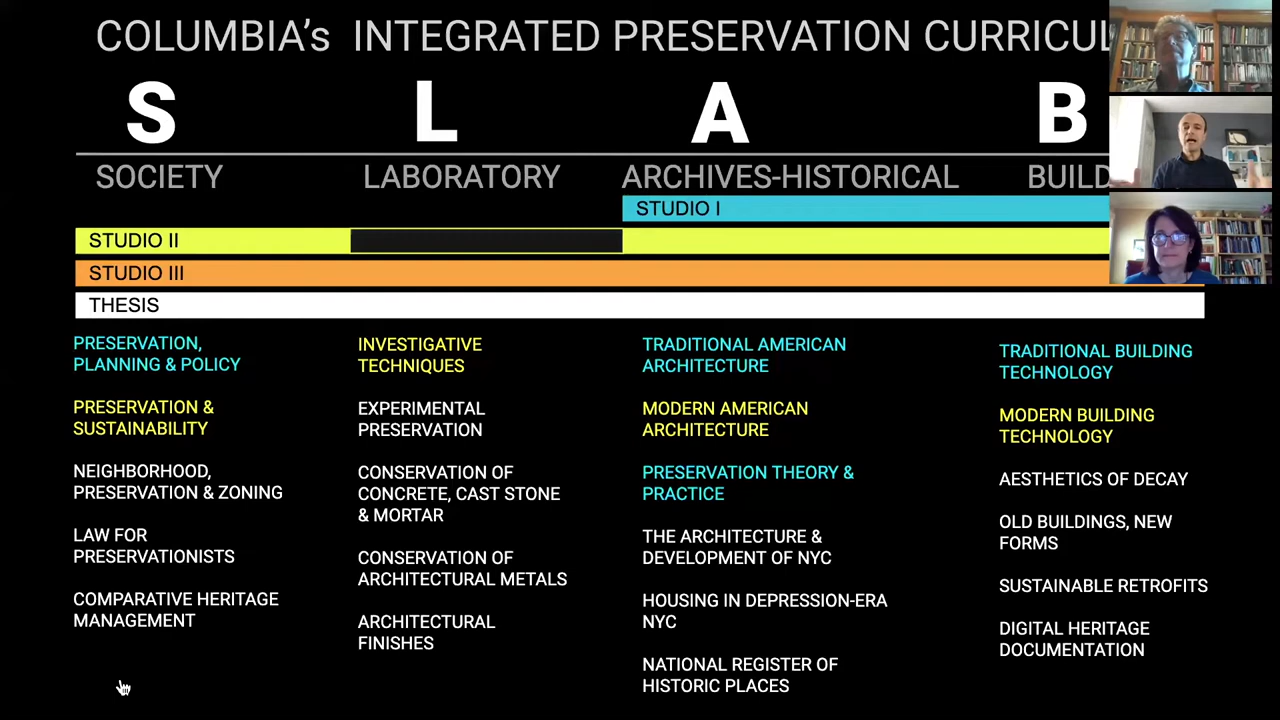 COLUMBIA's INTEGRATED PRESERVATION CURRICUL
S L A B
SOCIETY LABORATORY ARCHIVES-HISTORICAL BUILD
STUDIO I
STUDIO II
STUDIO III
THESIS
PRESERVATION,
PLANNING & POLICY
PRESERVATION &
SUSTAINABILITY
NEIGHBORHOOD,
PRESERVATION & ZONING
LAW FOR
PRESERVATIONISTS
COMPARATIVE HERITAGE
MANAGEMENT
INVESTIGATIVE
TECHNIQUES
EXPERIMENTAL
PRESERVATION
CONSERVATION OF
CONCRETE, CAST STONE
& MORTAR
CONSERVATION OF
ARCHITECTURAL METALS
ARCHITECTURAL
FINISHES
TRADITIONAL AMERICAN
ARCHITECTURE
MODERN AMERICAN
ARCHITECTURE
PRESERVATION THEORY &
PRACTICE
THE ARCHITECTURE &
DEVELOPMENT OF NYC
HOUSING IN DEPRESSION-ERA
NYC
NATIONAL REGISTER OF
HISTORIC PLACES
TRADITIONAL BUILDING
TECHNOLOGY
MODERN BUILDING
TECHNOLOGY
AESTHETICS OF DECAY
OLD BUILDINGS, NEW
FORMS
SUSTAINABLE RETROFITS
DIGITAL HERITAGE
DOCUMENTATION